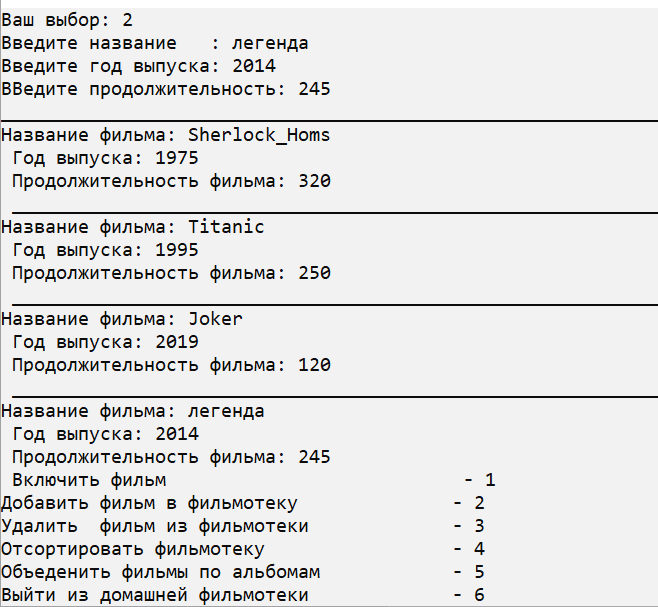 Ваш выбор: 2
Введите название   : легенда
Введите год выпуска: 2014
ВВедите продолжительность: 245
Название фильма: Sherlock_Homs
Год выпуска: 1975
Продолжительность фильма: 320
Название фильма: Titanic
Год выпуска: 1995
Продолжительность фильма: 250
Название фильма: Joker
Год выпуска: 2019
Продолжительность фильма: 120
Название фильма: легенда
Год выпуска: 2014
Продолжительность фильма: 245
Включить фильм - 1
Добавить фильм в фильмотеку - 2
Удалить  фильм из фильмотеки - 3
Отсортировать фильмотеку - 4
Объеденить фильмы по альбомам - 5
Выйти из домашней фильмотеки - 6